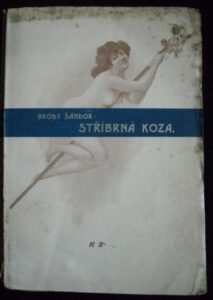 BRÓDY SÁNDOR
STŘÍBRNÁ KOZA.